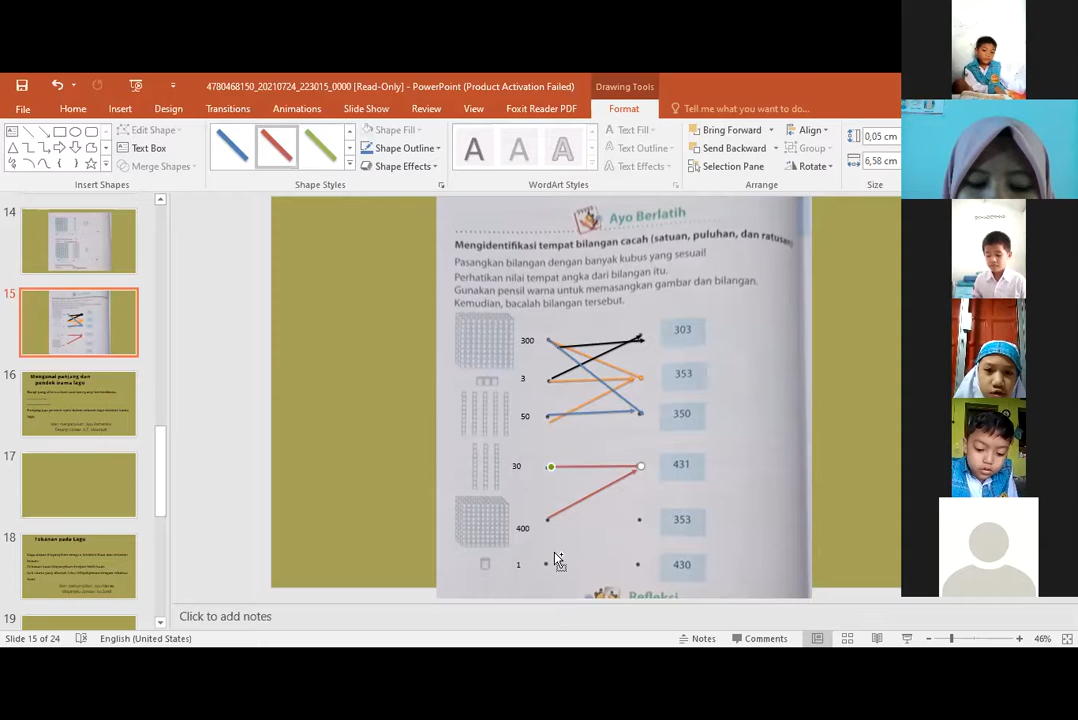 4780468150_20210724_223015_0000 [Read-Only] - PowerPoint (Product Activation Failed)
Drawing Tools
File Home Insert Design Transitions Animations Slide Show Review View Foxit Reader PDF Format Tell me what you want to do...
Edit Shape
Text Box
Merge Shapes
Insert Shapes
Shape Fill
Shape Outline
Shape Effects
Shape Styles
A A A
Text Fill
Text Outline
Text Effects
WordArt Styles
Bring Forward
Send Backward
Selection Pane
Align
Group
Rotate
Arrange
0,05 cm
6,58 cm
Size
14
15
16
Mengenal panjang dan
pendek irama lagu
17
18
Tekanan pada Lagu
19
Ayo Berlatih
Mengidentifikasi tempat bilangan cacah (satuan, puluhan, dan ratusan
Pasangkan bilangan dengan banyak kubus yang sesuai!
Perhatikan nilai tempat angka dari bilangan itu.
Gunakan pensil warna untuk memasangkan gambar dan bilangan.
Kemudian, bacalah bilangan tersebut.
300 303
3 353
50 350
30 431
400 353
1 430
Refleksi
Click to add notes
Slide 15 of 24 English (United States) Notes Comments 46%